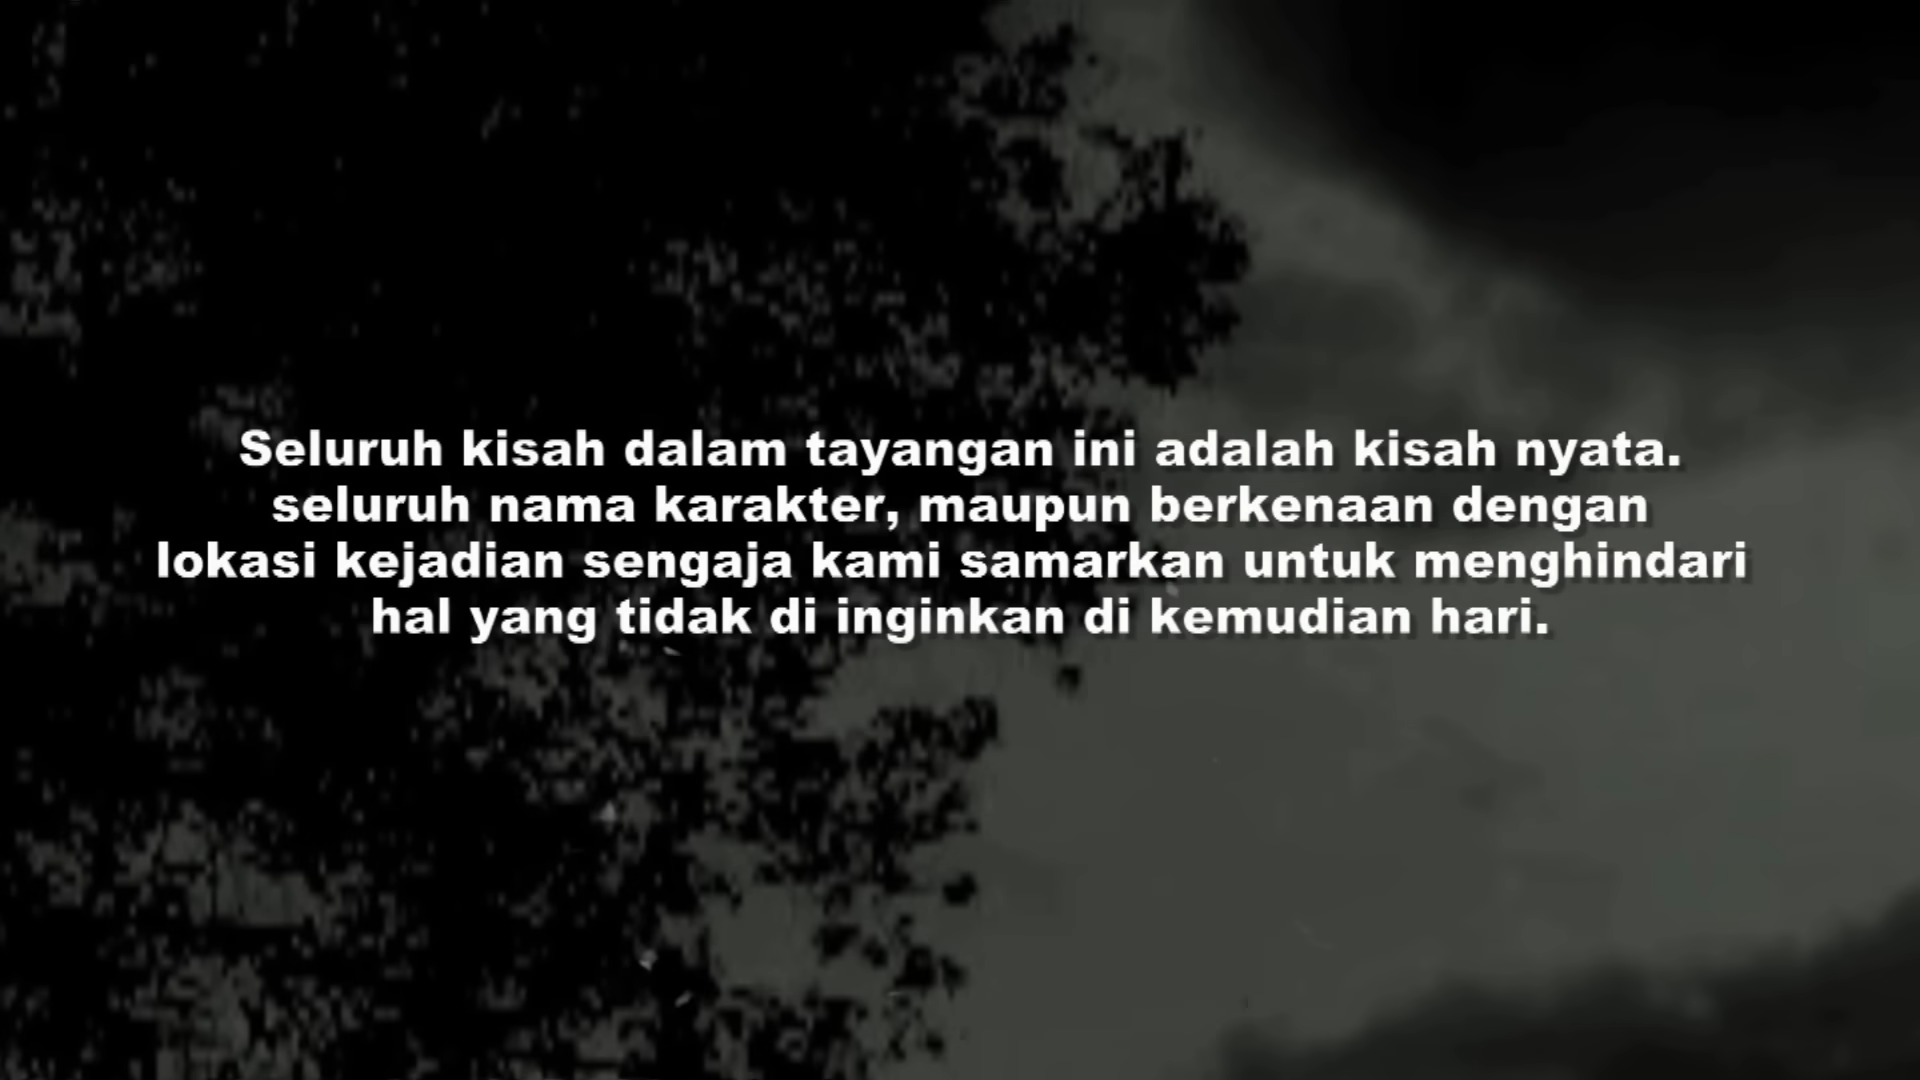 Seluruh kisah dalam tayangan ini adalah kisah nyata.
seluruh nama karakter, maupun berkenaan dengan
lokasi kejadian sengaja kami samarkan untuk menghindari
hal yang tidak di inginkan di kemudian hari.